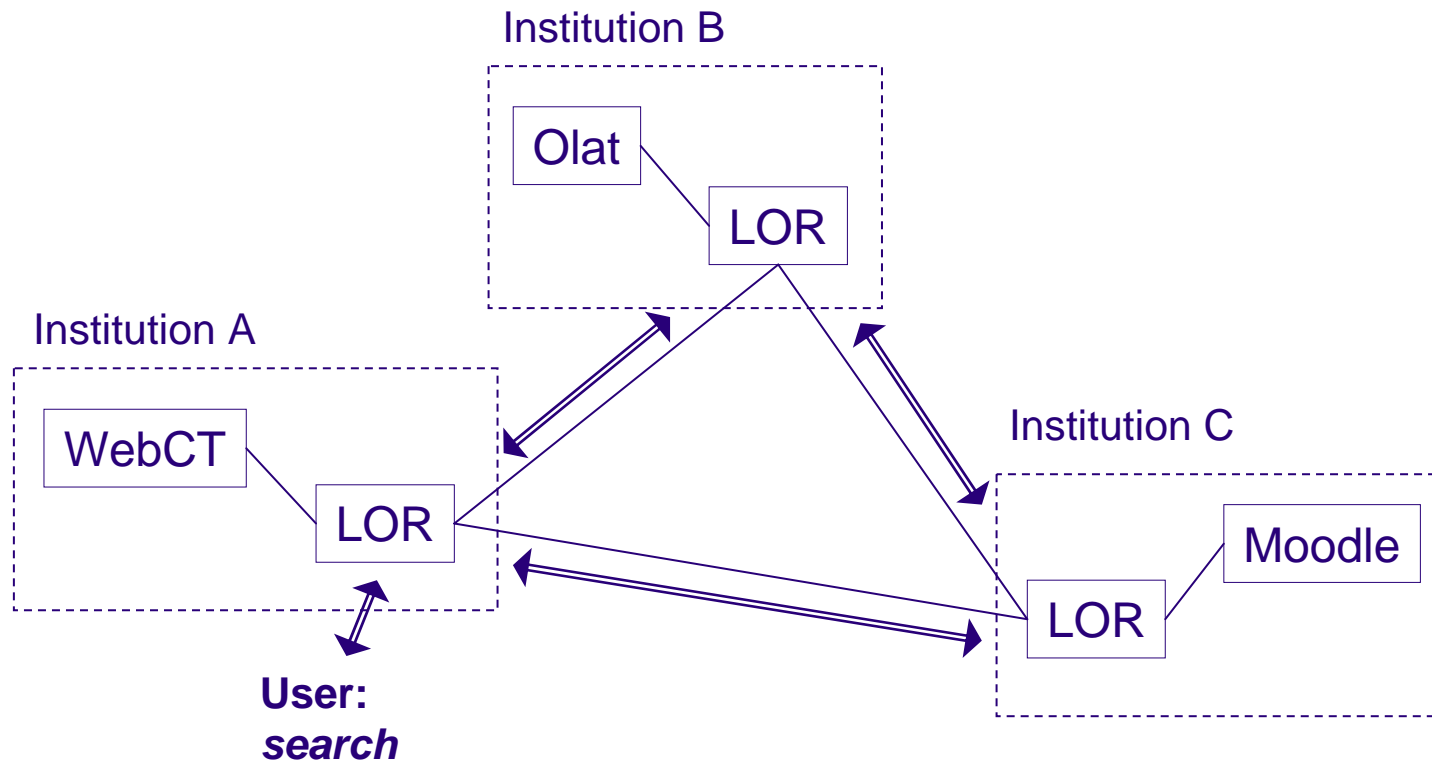 Institution B
Olat
LOR
Institution A
WebCT
LOR
Institution C
Moodle
LOR
User:
search